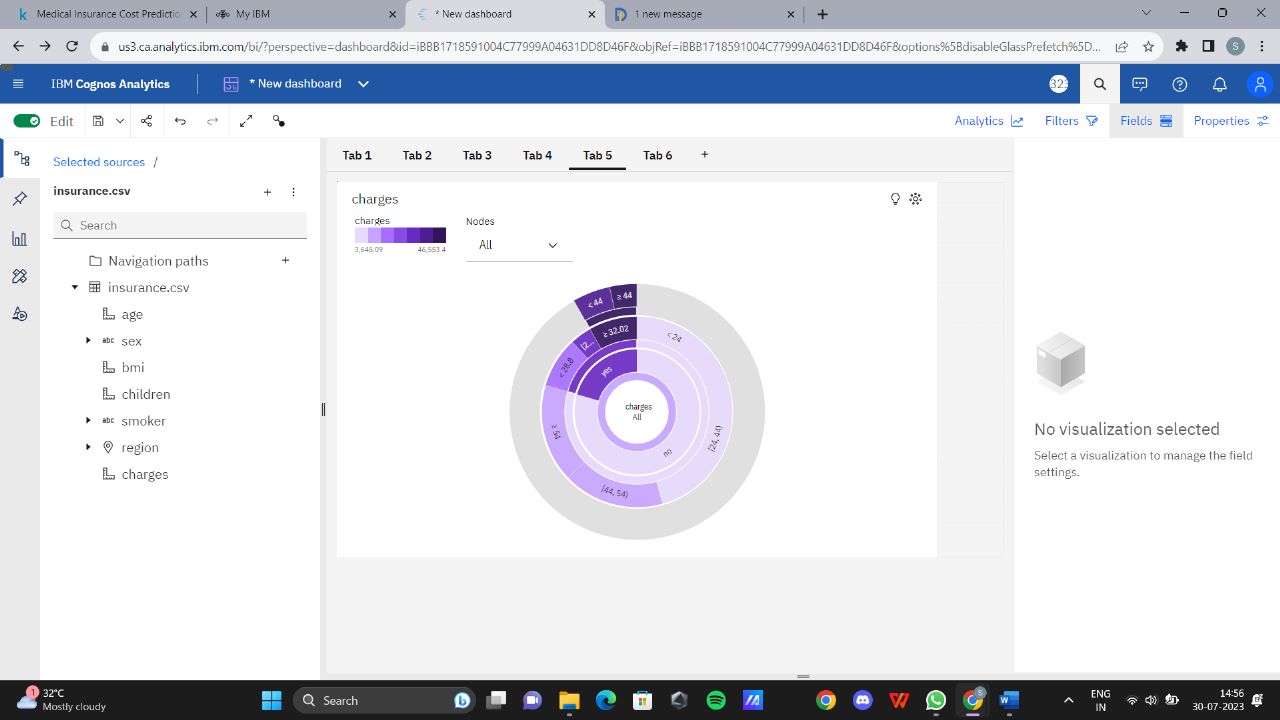 Medical Insurance Cost Predictic
My IBM
* New dashboard
1 new message
us3.ca.analytics.ibm.com/bi/?perspective=dashboard&id=iBBB1718591004C77999A04631DD8D46F&objRef=iBBB1718591004C77999A04631DD8D46F&options%5BdisableGlassPrefetch%5D...
S
IBM Cognos Analytics
* New dashboard
Edit
Analytics
Filters
Fields
Properties
Selected sources /
insurance.csv
Search
Navigation paths
insurance.csv
age
abc sex
bmi
children
abc smoker
region
charges
Tab 1
Tab 2
Tab 3
Tab 4
Tab 5
Tab 6
charges
charges
3,645.09
46,553.4
Nodes
All
< 44
≥ 44
≥ 32.02
[2...
< 28.8
yes
< 24
[24, 44)
no
[44, 54)
≥ 54
charges
All
No visualization selected
Select a visualization to manage the field
settings.
1
32°C
Mostly cloudy
Search
S
ENG
IN
14:56
30-07-2023